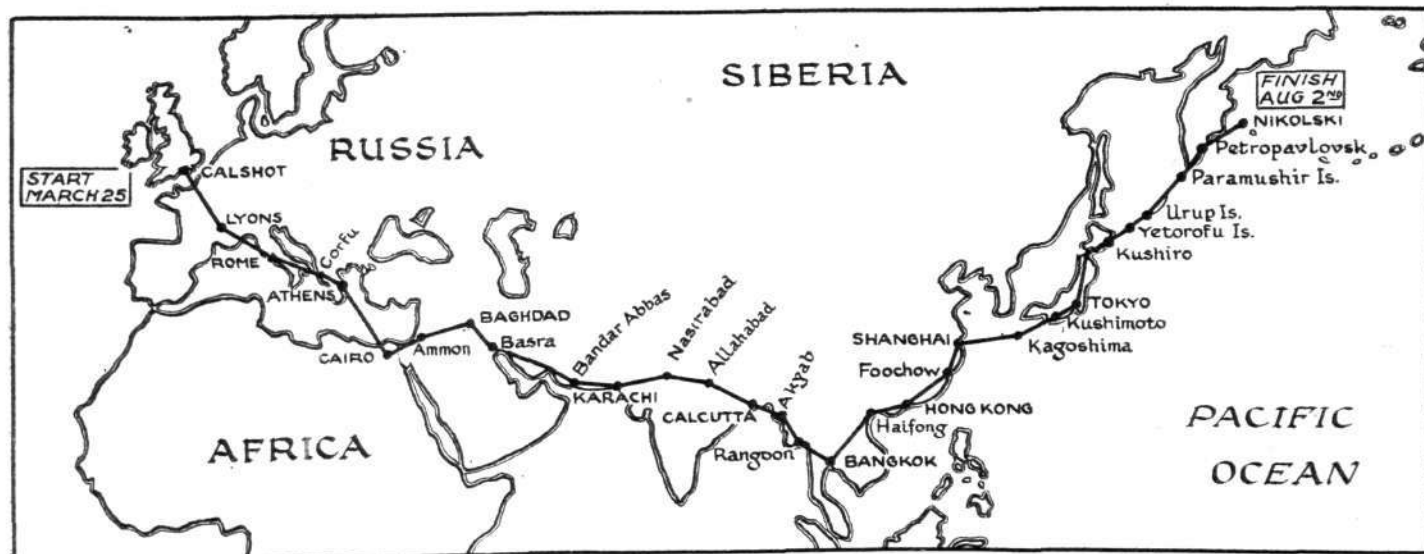 SIBERIA
RUSSIA
AFRICA
PACIFIC
OCEAN
START
MARCH 25
CALSHOT
LYONS
ROME
Corfu
ATHENS
CAIRO
Ammon
BAGHDAD
Basra
Bandar Abbas
KARACHI
Nasirabad
Allahabad
CALCUTTA
Akyab
Rangoon
BANGKOK
Haifong
HONG KONG
Foochow
SHANGHAI
Kagoshima
Kushimoto
TOKYO
Kushiro
Yetorofu Is.
Urup Is.
Paramushir Is.
Petropavlovsk
NIKOLSKI
FINISH
AUG 2ND